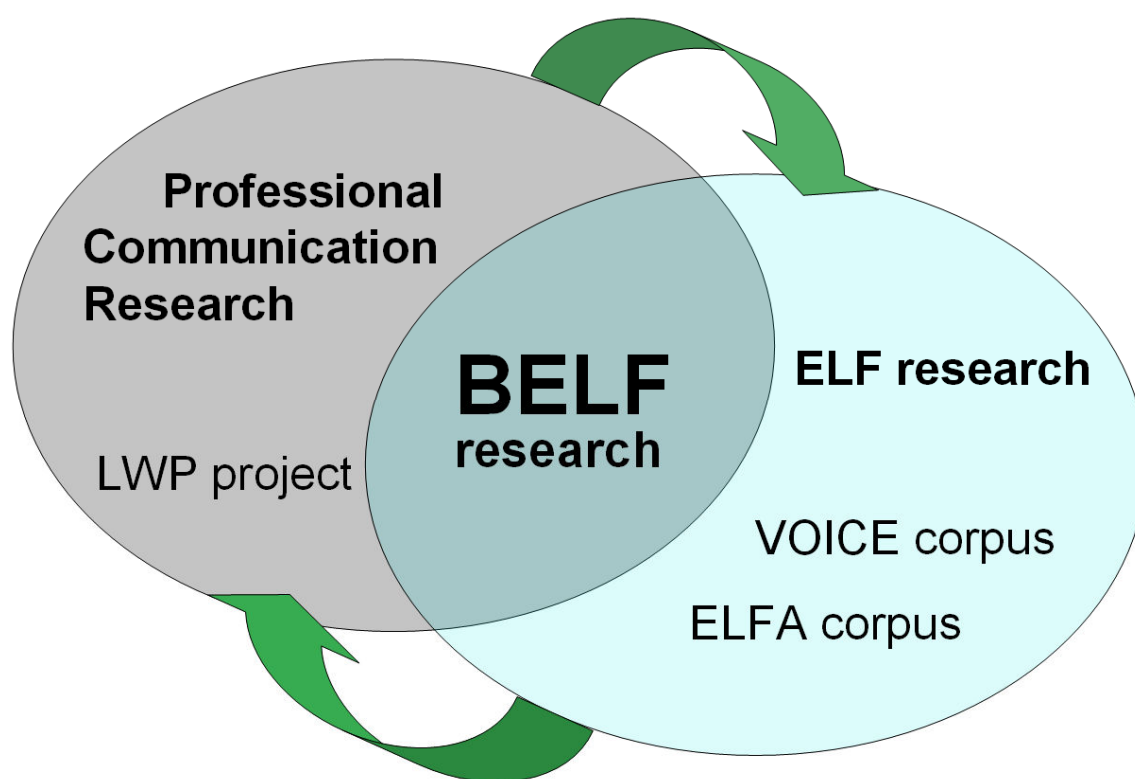 Professional
Communication
Research
LWP project
BELF
research
ELF research
VOICE corpus
ELFA corpus